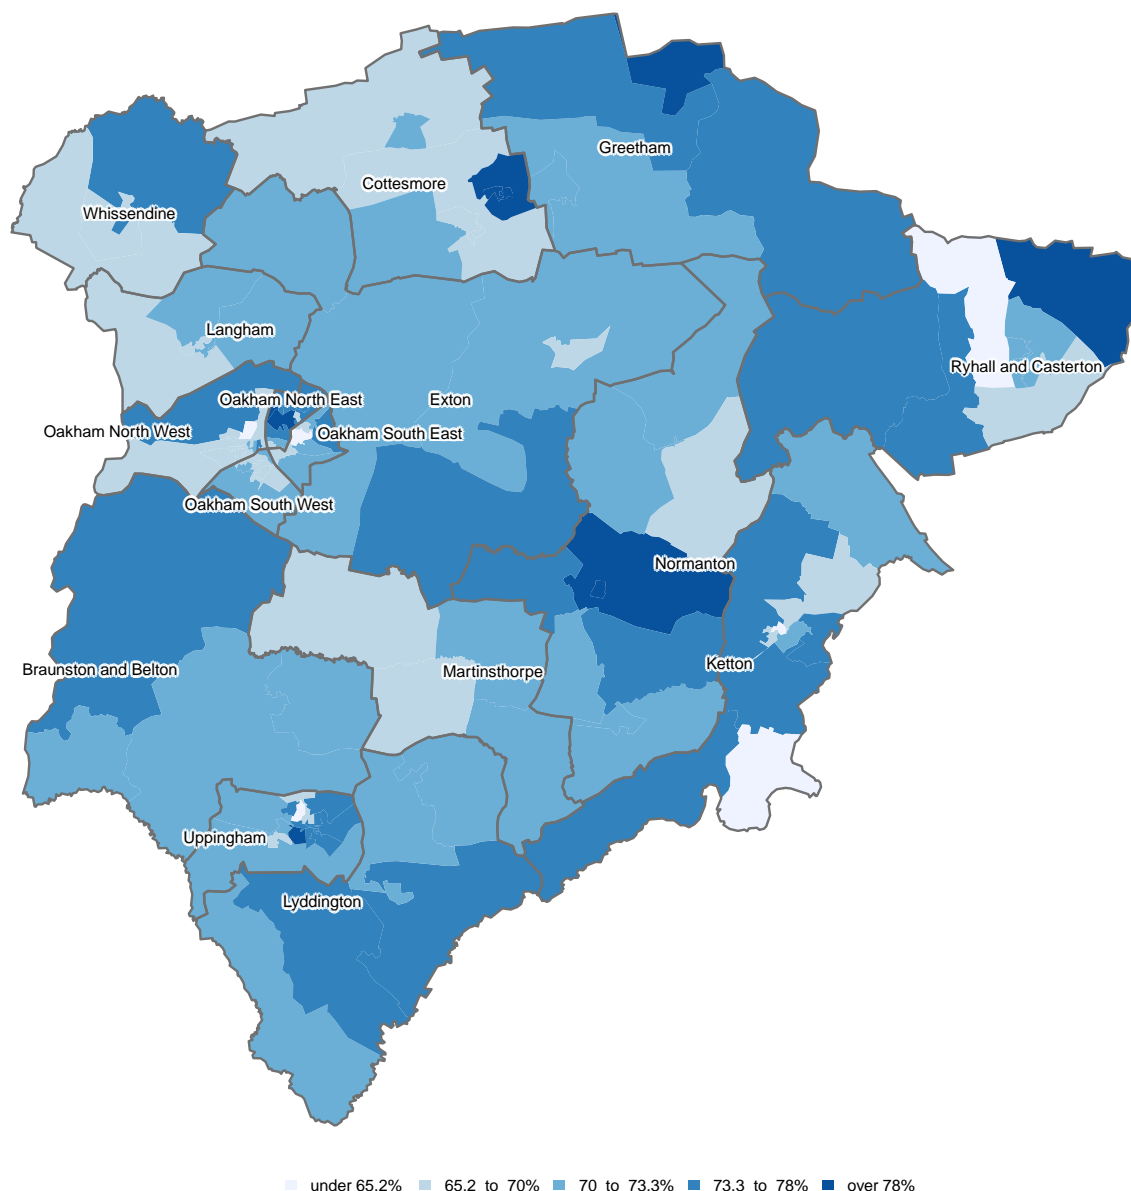 Greetham
Cottesmore
Whissendine
Langham
Ryhall and Casterton
Oakham North East
Exton
Oakham North West
Oakham South East
Oakham South West
Normanton
Braunston and Belton
Martinsthorpe
Ketton
Uppingham
Lyddington
under 65.2%
65.2 to 70%
70 to 73.3%
73.3 to 78%
over 78%